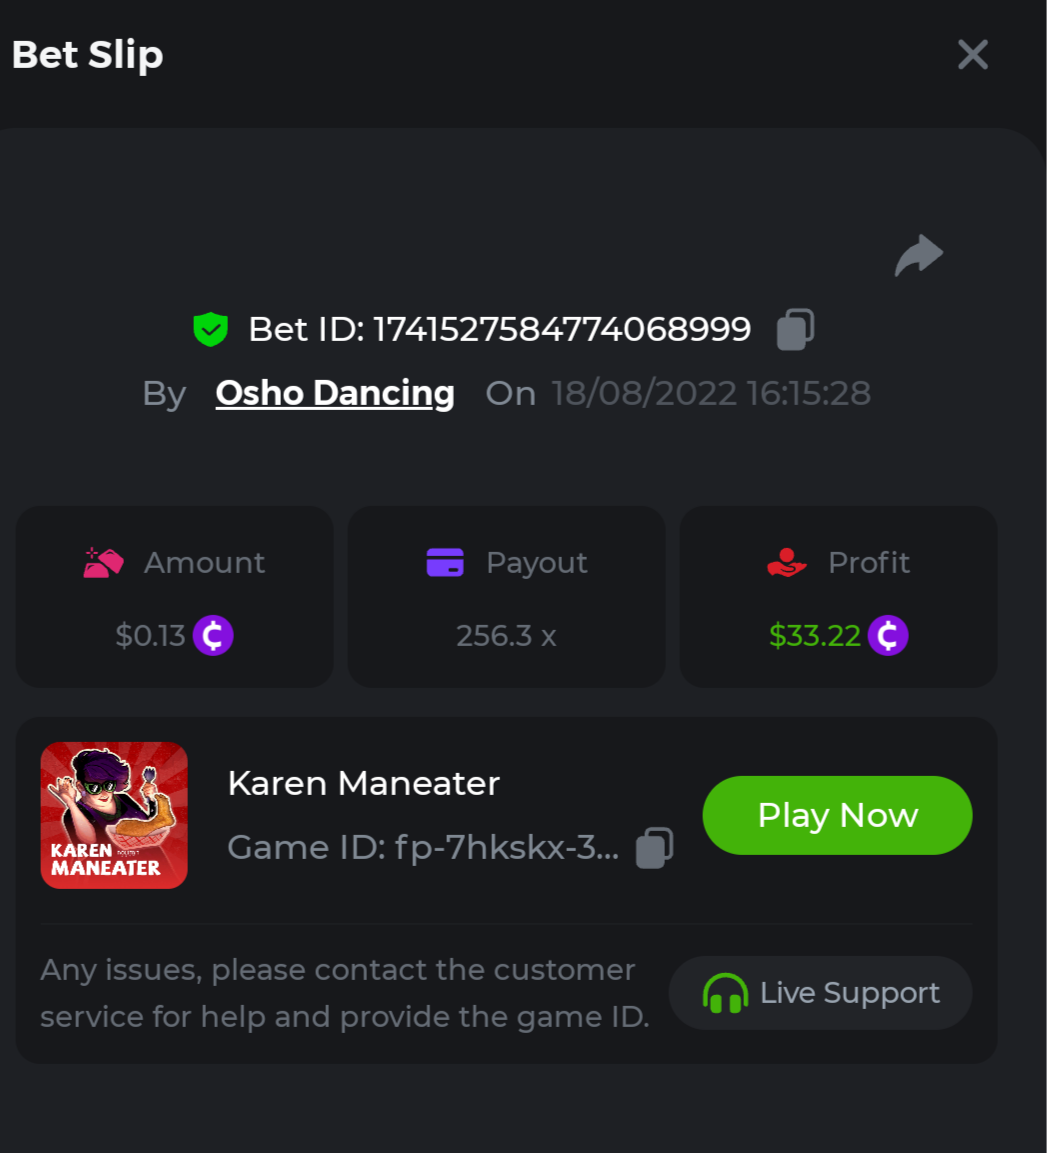 Bet Slip
Bet ID: 1741527584774068999
By Osho Dancing On 18/08/2022 16:15:28
Amount
Payout
Profit
$0.13
256.3 x
$33.22
Karen Maneater
Game ID: fp-7hkskx-3...
Play Now
KAREN
MANEATER
Any issues, please contact the customer
service for help and provide the game ID.
Live Support